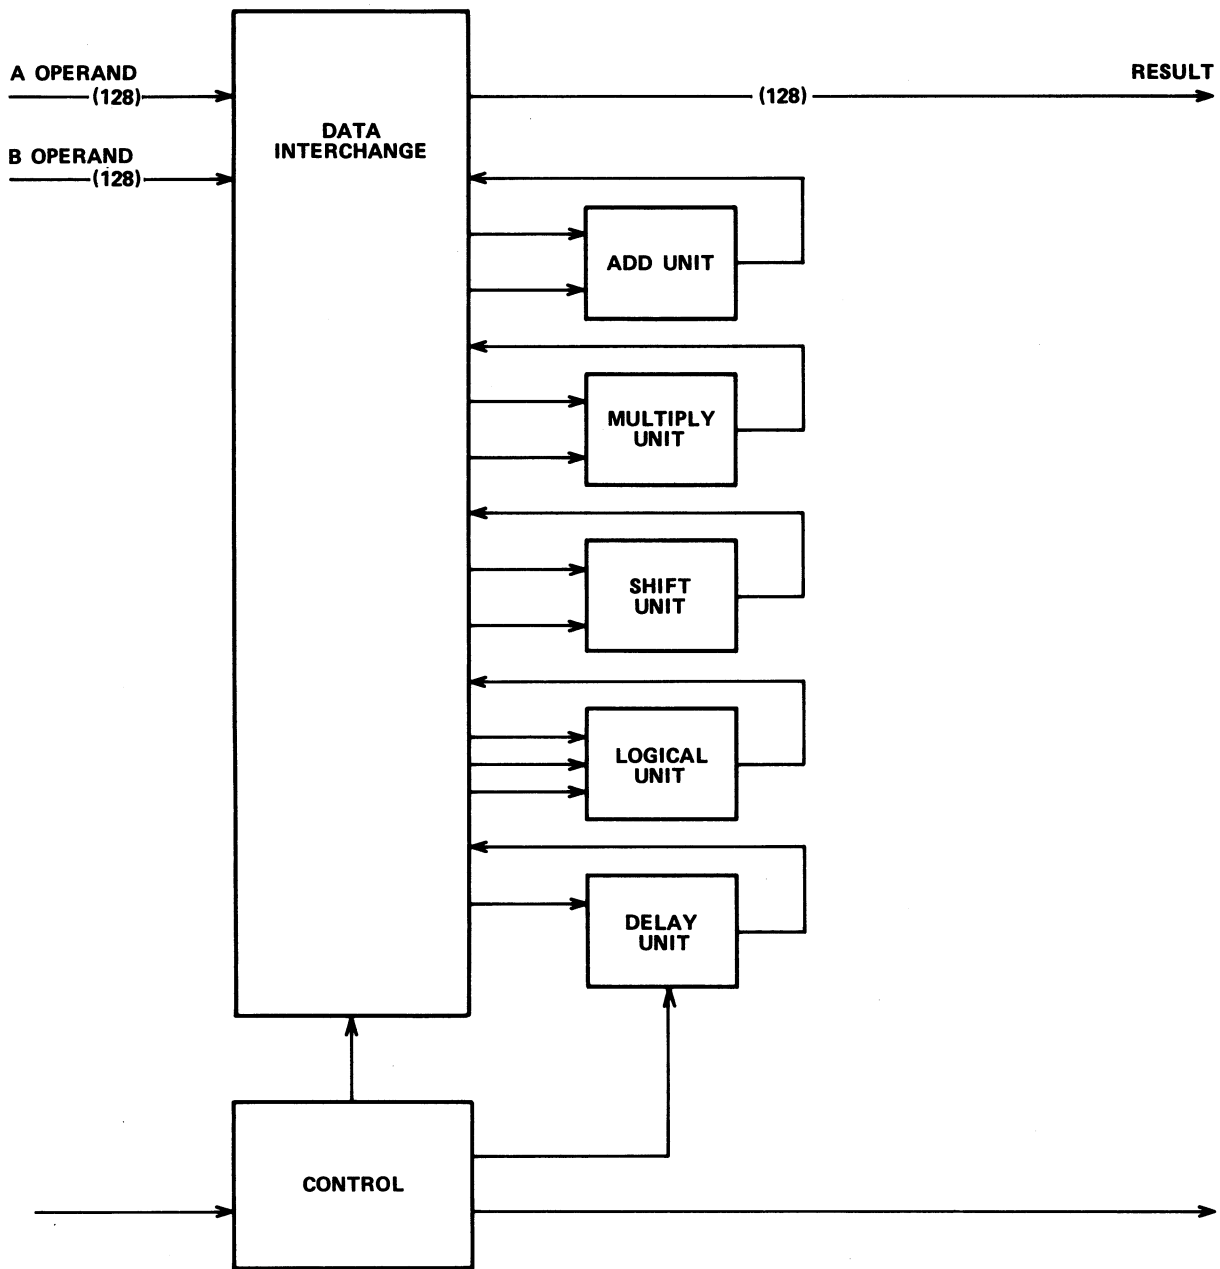 A OPERAND
(128)
RESULT
(128)
DATA
INTERCHANGE
B OPERAND
(128)
ADD UNIT
MULTIPLY
UNIT
SHIFT
UNIT
LOGICAL
UNIT
DELAY
UNIT
CONTROL